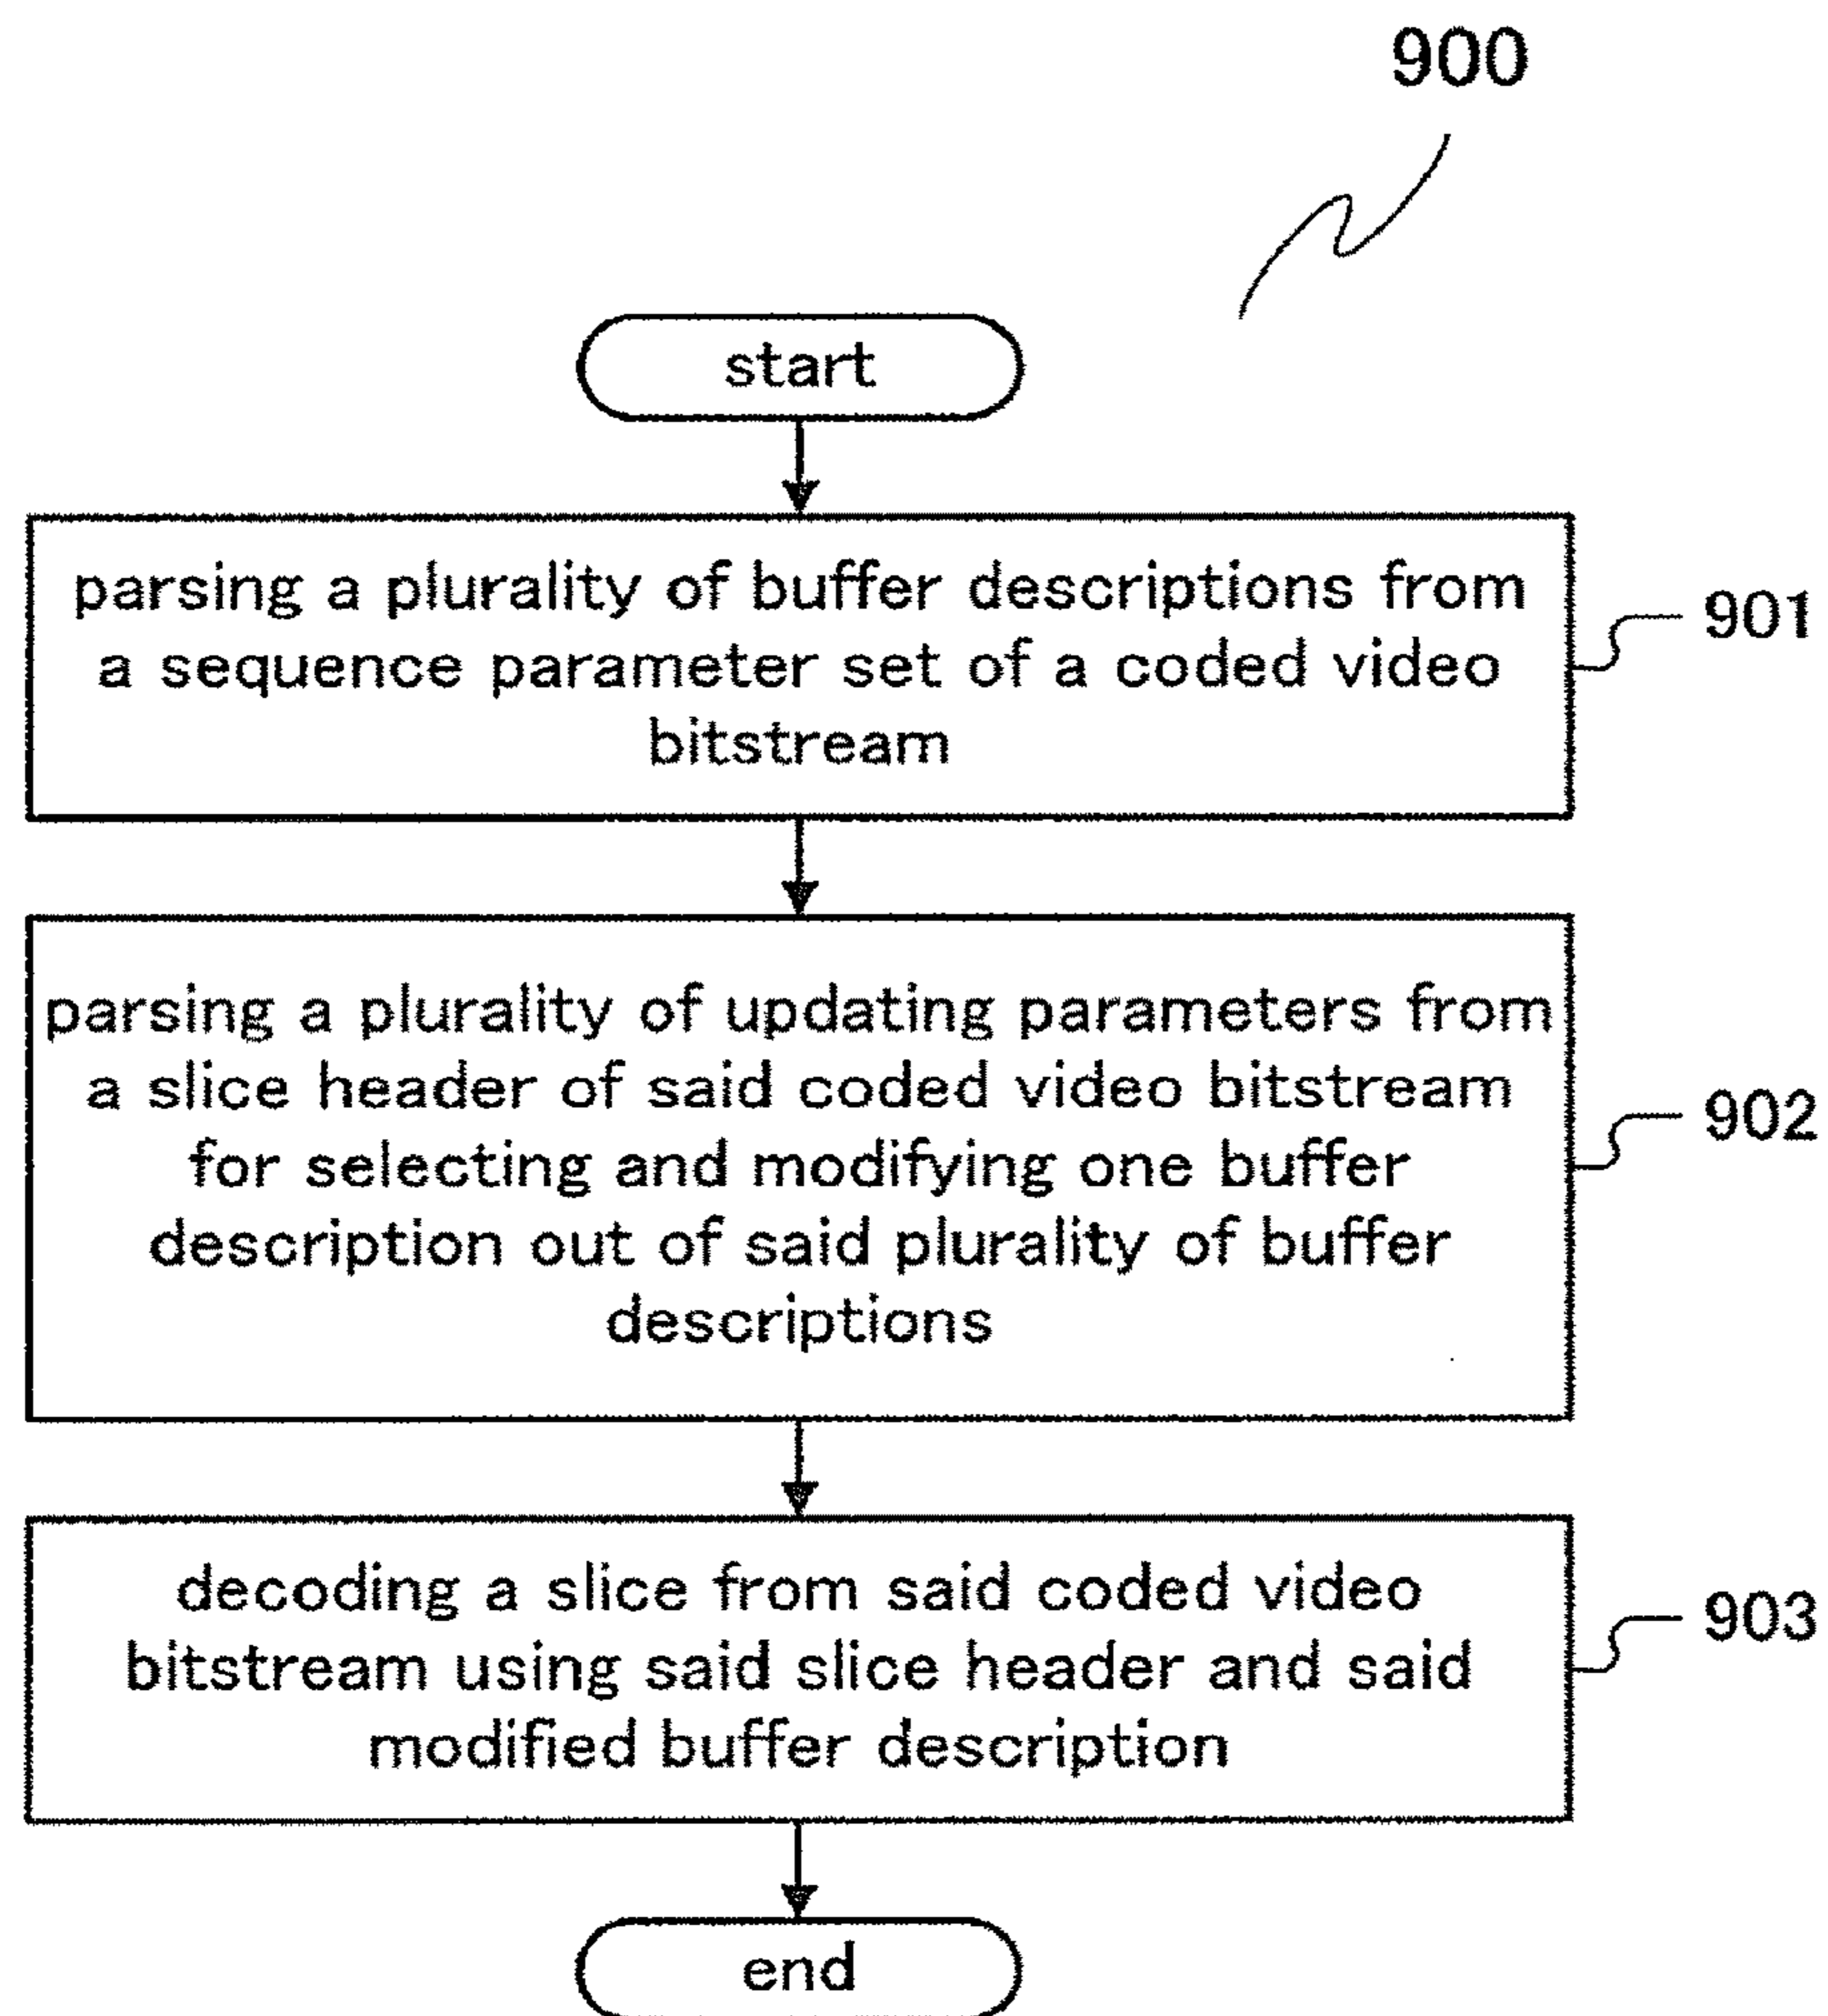 900
start
parsing a plurality of buffer descriptions from
a sequence parameter set of a coded video
bitstream
901
parsing a plurality of updating parameters from
a slice header of said coded video bitstream
for selecting and modifying one buffer
description out of said plurality of buffer
descriptions
902
decoding a slice from said coded video
bitstream using said slice header and said
modified buffer description
903
end